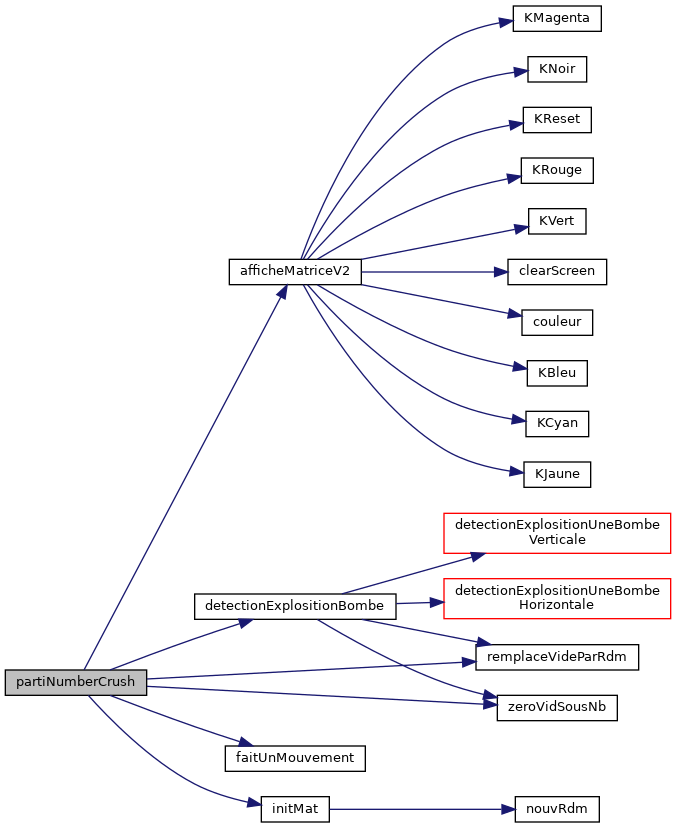 KMagenta
KNoir
KReset
KRouge
KVert
afficheMatriceV2
clearScreen
couleur
KBleu
KCyan
KJaune
detectionExplositionUneBombe
Verticale
detectionExplositionBombe
detectionExplositionUneBombe
Horizontale
remplaceVideParRdm
partiNumberCrush
zeroVidSousNb
faitUnMouvement
initMat
nouvRdm